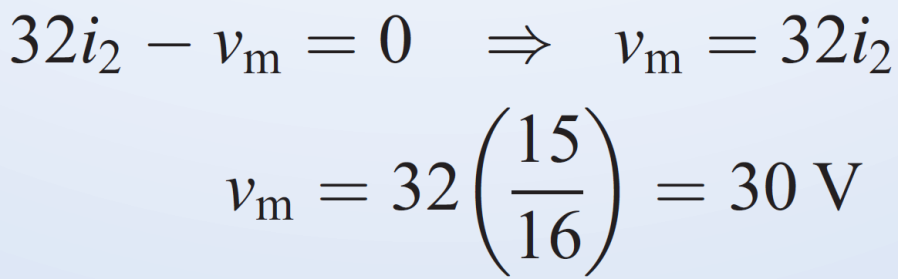 32i₂ − vₘ = 0 ⇒ vₘ = 32i₂
vₘ = 32(15/16) = 30 V